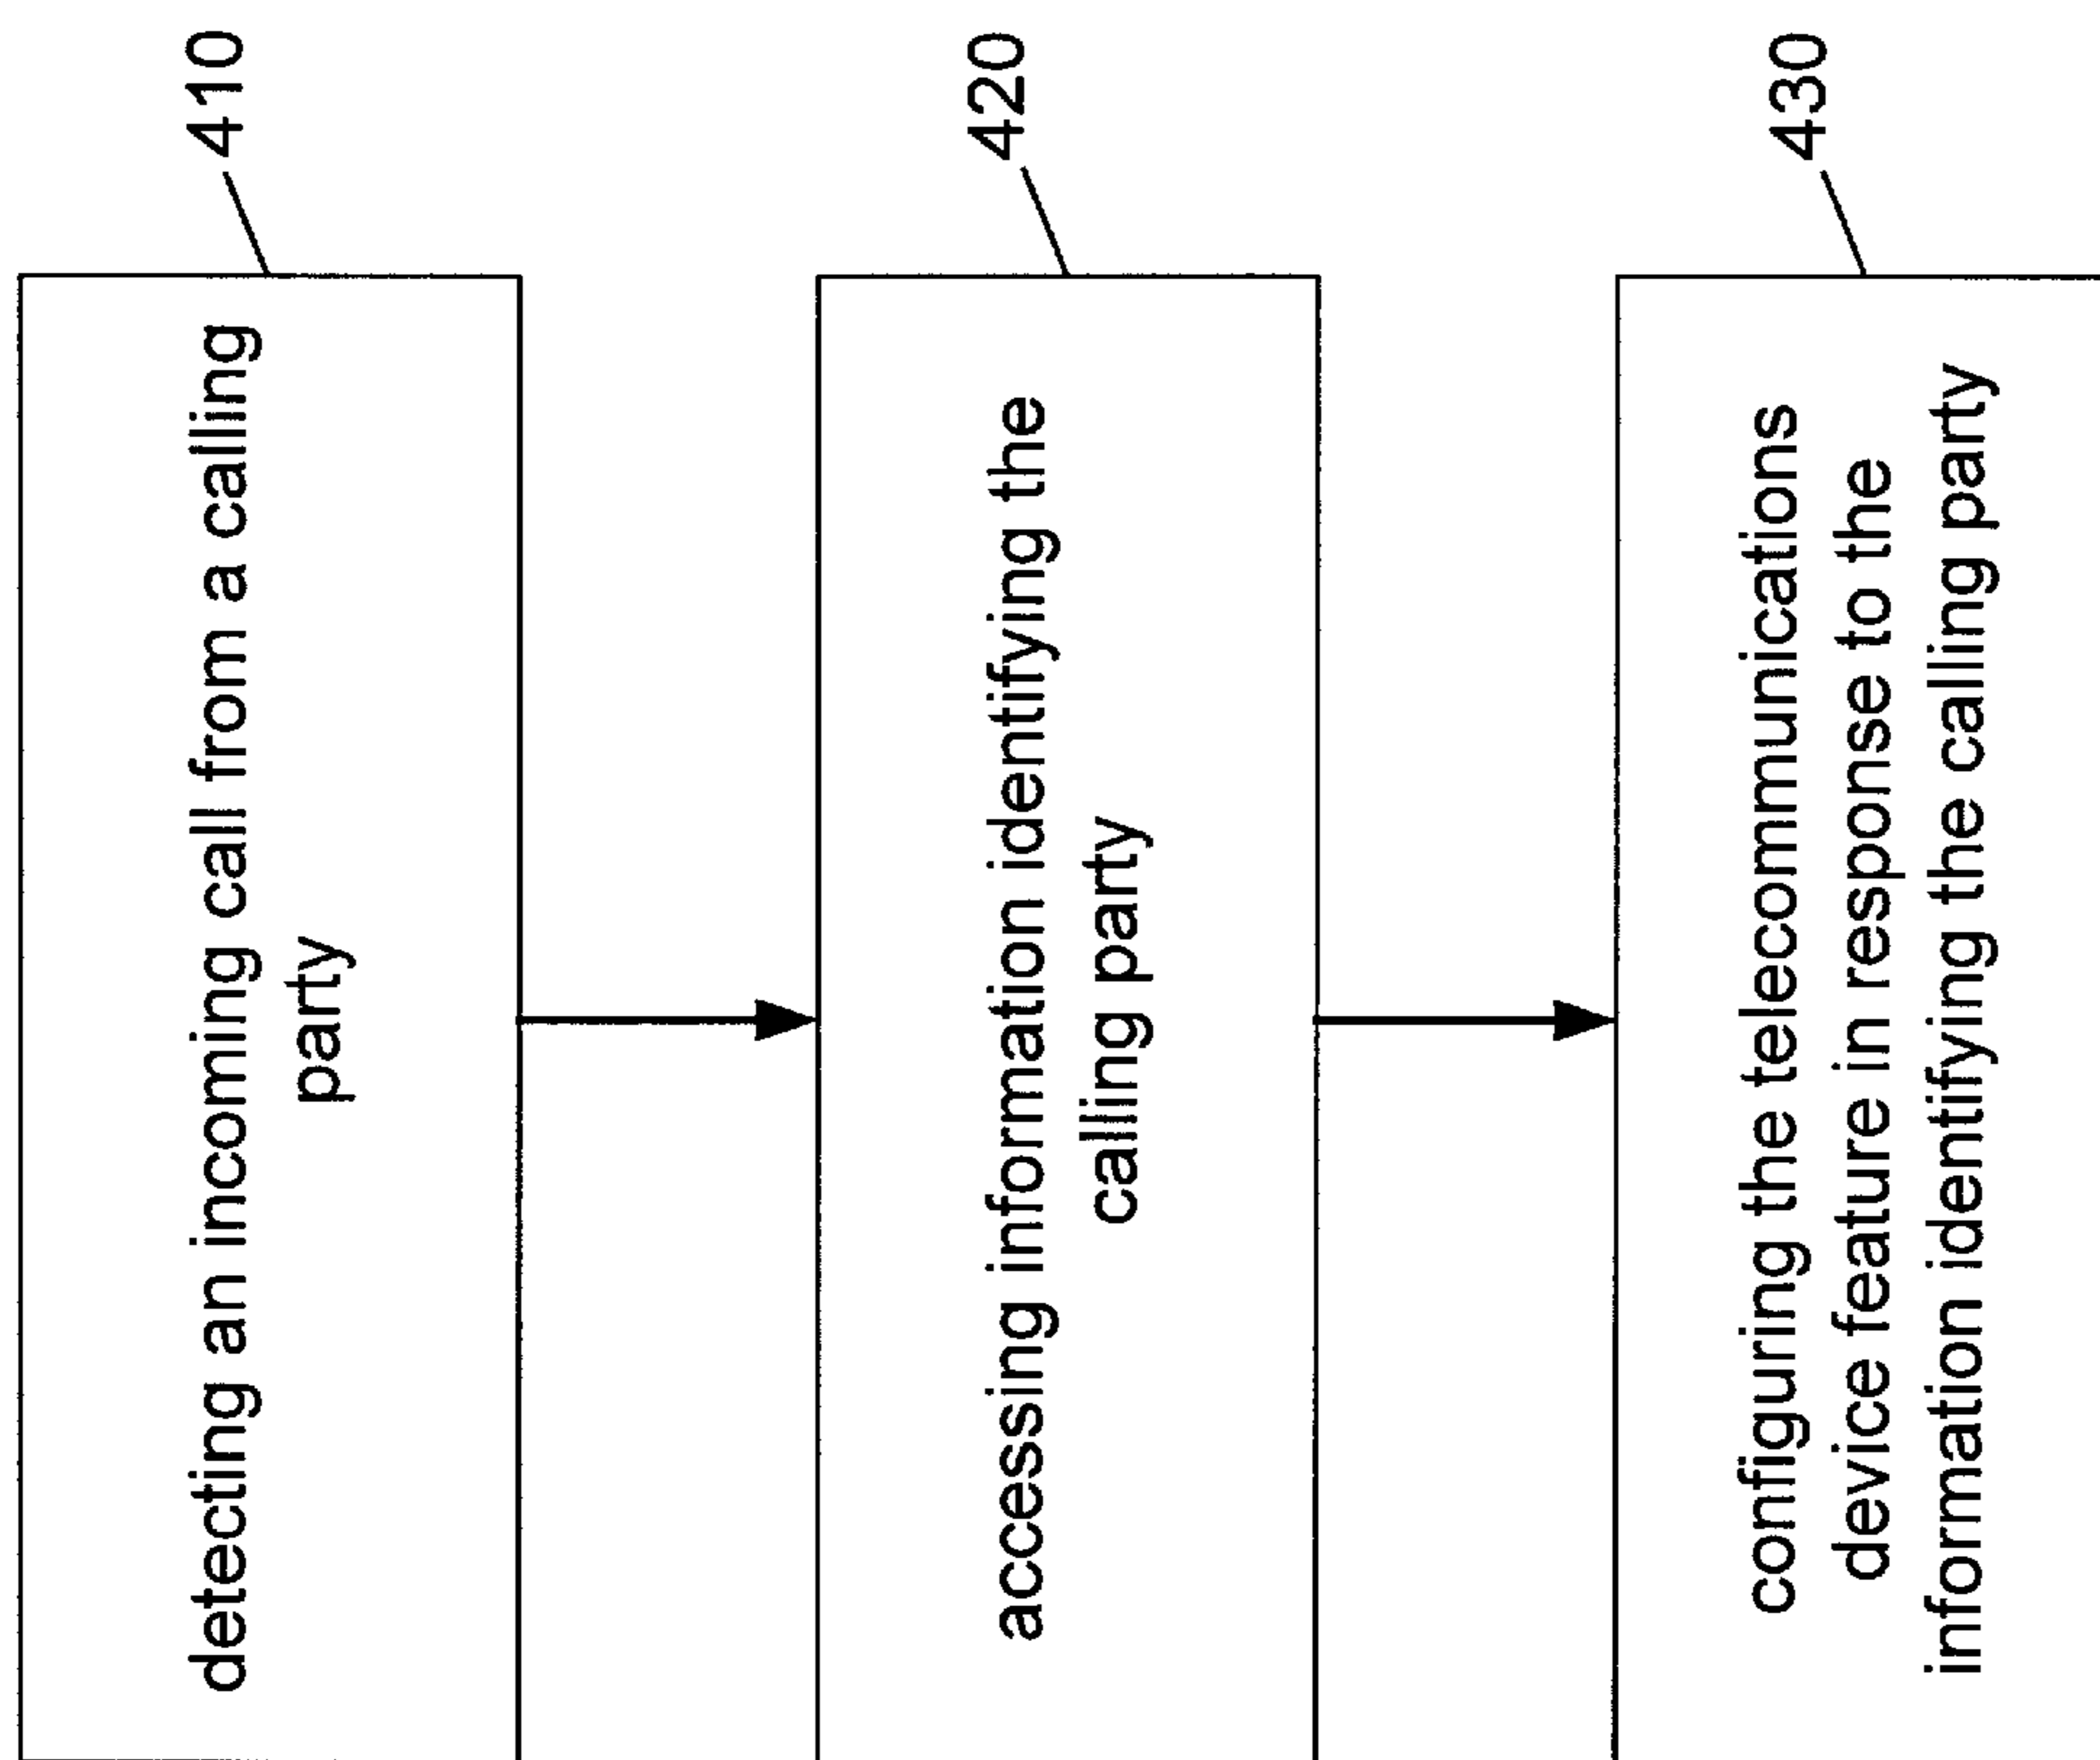 detecting an incoming call from a calling
party
410
accessing information identifying the
calling party
420
configuring the telecommunications
device feature in response to the
information identifying the calling party
430